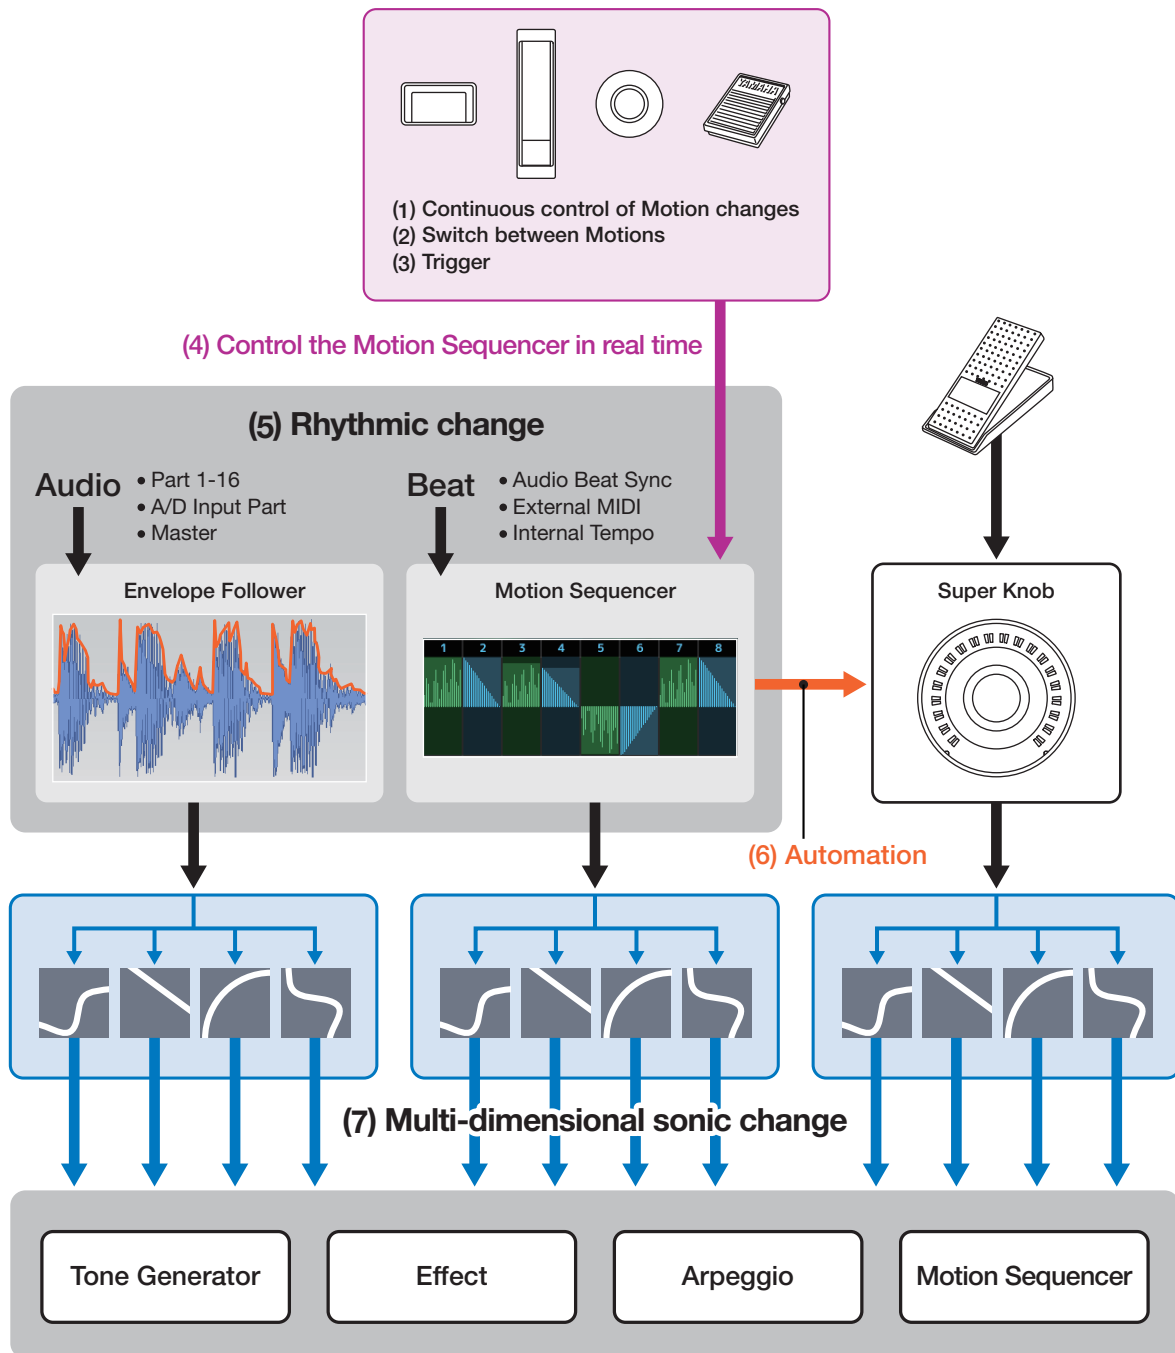 YAMAHA
(1) Continuous control of Motion changes
(2) Switch between Motions
(3) Trigger
(4) Control the Motion Sequencer in real time
(5) Rhythmic change
Audio
• Part 1-16
• A/D Input Part
• Master
Beat
• Audio Beat Sync
• External MIDI
• Internal Tempo
Envelope Follower
Motion Sequencer
1 2 3 4 5 6 7 8
Super Knob
(6) Automation
(7) Multi-dimensional sonic change
Tone Generator
Effect
Arpeggio
Motion Sequencer